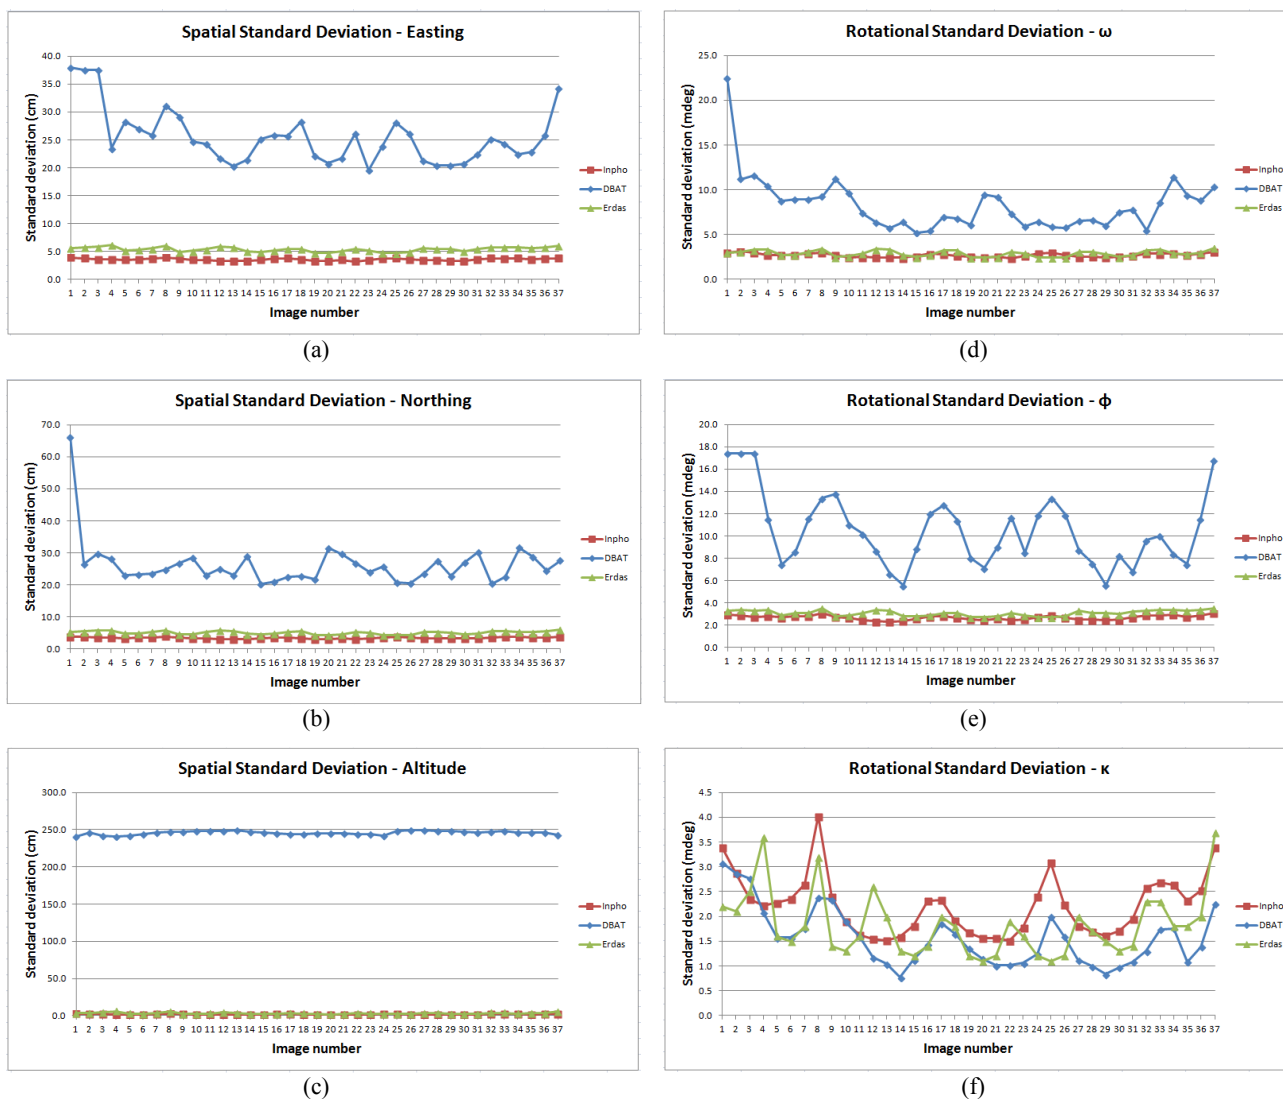 Spatial Standard Deviation - Easting
Standard deviation (cm)
40.0
35.0
30.0
25.0
20.0
15.0
10.0
5.0
0.0
1 2 3 4 5 6 7 8 9 10 11 12 13 14 15 16 17 18 19 20 21 22 23 24 25 26 27 28 29 30 31 32 33 34 35 36 37
Image number
Inpho
DBAT
Erdas
(a)
Rotational Standard Deviation - ω
Standard deviation (mdeg)
25.0
20.0
15.0
10.0
5.0
0.0
1 2 3 4 5 6 7 8 9 10 11 12 13 14 15 16 17 18 19 20 21 22 23 24 25 26 27 28 29 30 31 32 33 34 35 36 37
Image number
Inpho
DBAT
Erdas
(d)
Spatial Standard Deviation - Northing
Standard deviation (cm)
70.0
60.0
50.0
40.0
30.0
20.0
10.0
0.0
1 2 3 4 5 6 7 8 9 10 11 12 13 14 15 16 17 18 19 20 21 22 23 24 25 26 27 28 29 30 31 32 33 34 35 36 37
Image number
Inpho
DBAT
Erdas
(b)
Rotational Standard Deviation - ϕ
Standard deviation (mdeg)
20.0
18.0
16.0
14.0
12.0
10.0
8.0
6.0
4.0
2.0
0.0
1 2 3 4 5 6 7 8 9 10 11 12 13 14 15 16 17 18 19 20 21 22 23 24 25 26 27 28 29 30 31 32 33 34 35 36 37
Image number
Inpho
DBAT
Erdas
(e)
Spatial Standard Deviation - Altitude
Standard deviation (cm)
300.0
250.0
200.0
150.0
100.0
50.0
0.0
1 2 3 4 5 6 7 8 9 10 11 12 13 14 15 16 17 18 19 20 21 22 23 24 25 26 27 28 29 30 31 32 33 34 35 36 37
Image number
Inpho
DBAT
Erdas
(c)
Rotational Standard Deviation - κ
Standard deviation (mdeg)
4.5
4.0
3.5
3.0
2.5
2.0
1.5
1.0
0.5
0.0
1 2 3 4 5 6 7 8 9 10 11 12 13 14 15 16 17 18 19 20 21 22 23 24 25 26 27 28 29 30 31 32 33 34 35 36 37
Image number
Inpho
DBAT
Erdas
(f)